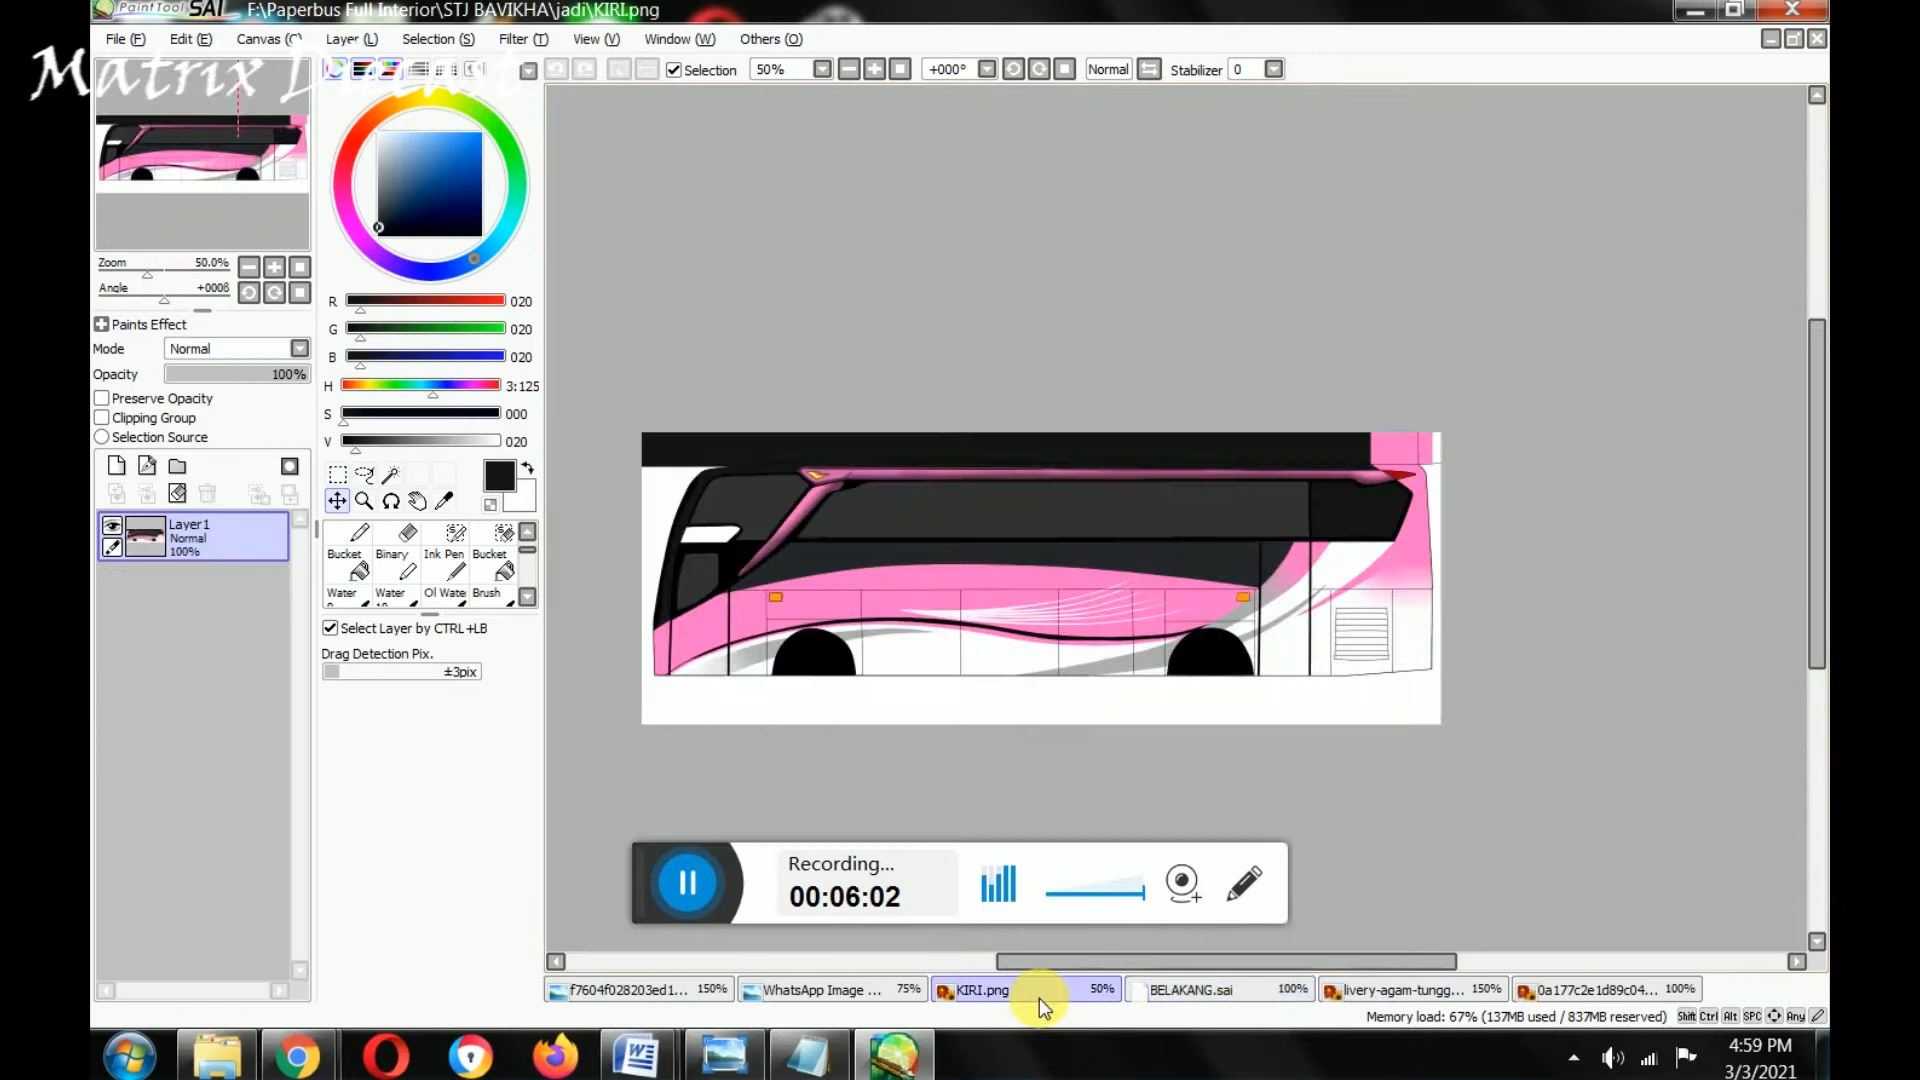 PaintTool SAI F:\Paperbus Full Interior\STJ BAVIKHA\jadi\KIRI.png
File (F) Edit (E) Canvas (C) Layer (L) Selection (S) Filter (T) View (V) Window (W) Others (O)
Matrix Diecast
Selection 50% +000° Normal Stabilizer 0
Zoom 50.0%
Angle +000ß
Paints Effect
Mode Normal
Opacity 100%
Preserve Opacity
Clipping Group
Selection Source
Layer1
Normal
100%
R 020
G 020
B 020
H 3:125
S 000
V 020
Bucket Binary Ink Pen Bucket
Water Water Oil Wate Brush
Select Layer by CTRL+LB
Drag Detection Pix.
±3pix
Recording...
00:06:02
f7604f028203ed1... 150% WhatsApp Image ... 75% KIRI.png 50% BELAKANG.sai 100% livery-agam-tungg... 150% 0a177c2e1d89c04... 100%
Memory load: 67% (137MB used / 837MB reserved) Shift Ctrl Alt SPC Any
4:59 PM
3/3/2021